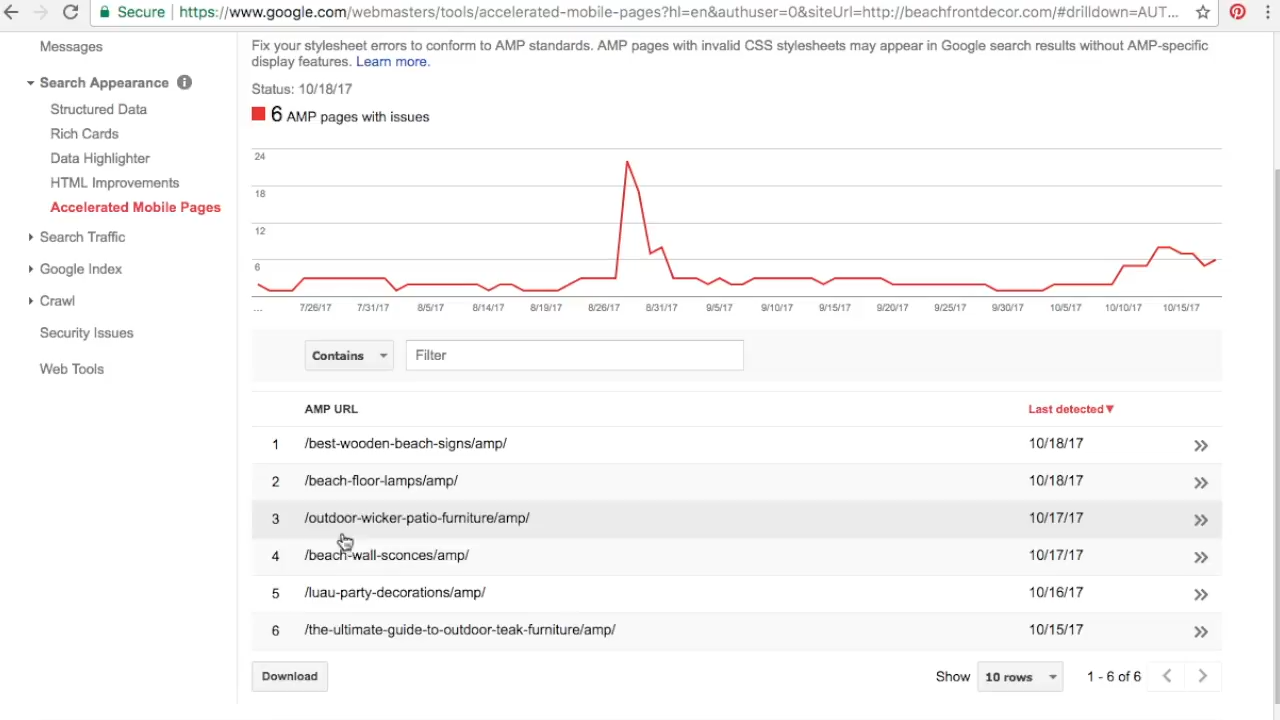 Secure https://www.google.com/webmasters/tools/accelerated-mobile-pages?hl=en&authuser=0&siteUrl=http://beachfrontdecor.com/#drilldown=AUT...
Messages
Search Appearance
Structured Data
Rich Cards
Data Highlighter
HTML Improvements
Accelerated Mobile Pages
Search Traffic
Google Index
Crawl
Security Issues
Web Tools
Fix your stylesheet errors to conform to AMP standards. AMP pages with invalid CSS stylesheets may appear in Google search results without AMP-specific
display features. Learn more.
Status: 10/18/17
6 AMP pages with issues
24
18
12
6
... 7/26/17 7/31/17 8/5/17 8/14/17 8/19/17 8/26/17 8/31/17 9/5/17 9/10/17 9/15/17 9/20/17 9/25/17 9/30/17 10/5/17 10/10/17 10/15/17
Contains Filter
AMP URL Last detected▼
1 /best-wooden-beach-signs/amp/ 10/18/17 »
2 /beach-floor-lamps/amp/ 10/18/17 »
3 /outdoor-wicker-patio-furniture/amp/ 10/17/17 »
4 /beach-wall-sconces/amp/ 10/17/17 »
5 /luau-party-decorations/amp/ 10/16/17 »
6 /the-ultimate-guide-to-outdoor-teak-furniture/amp/ 10/15/17 »
Download Show 10 rows 1 - 6 of 6